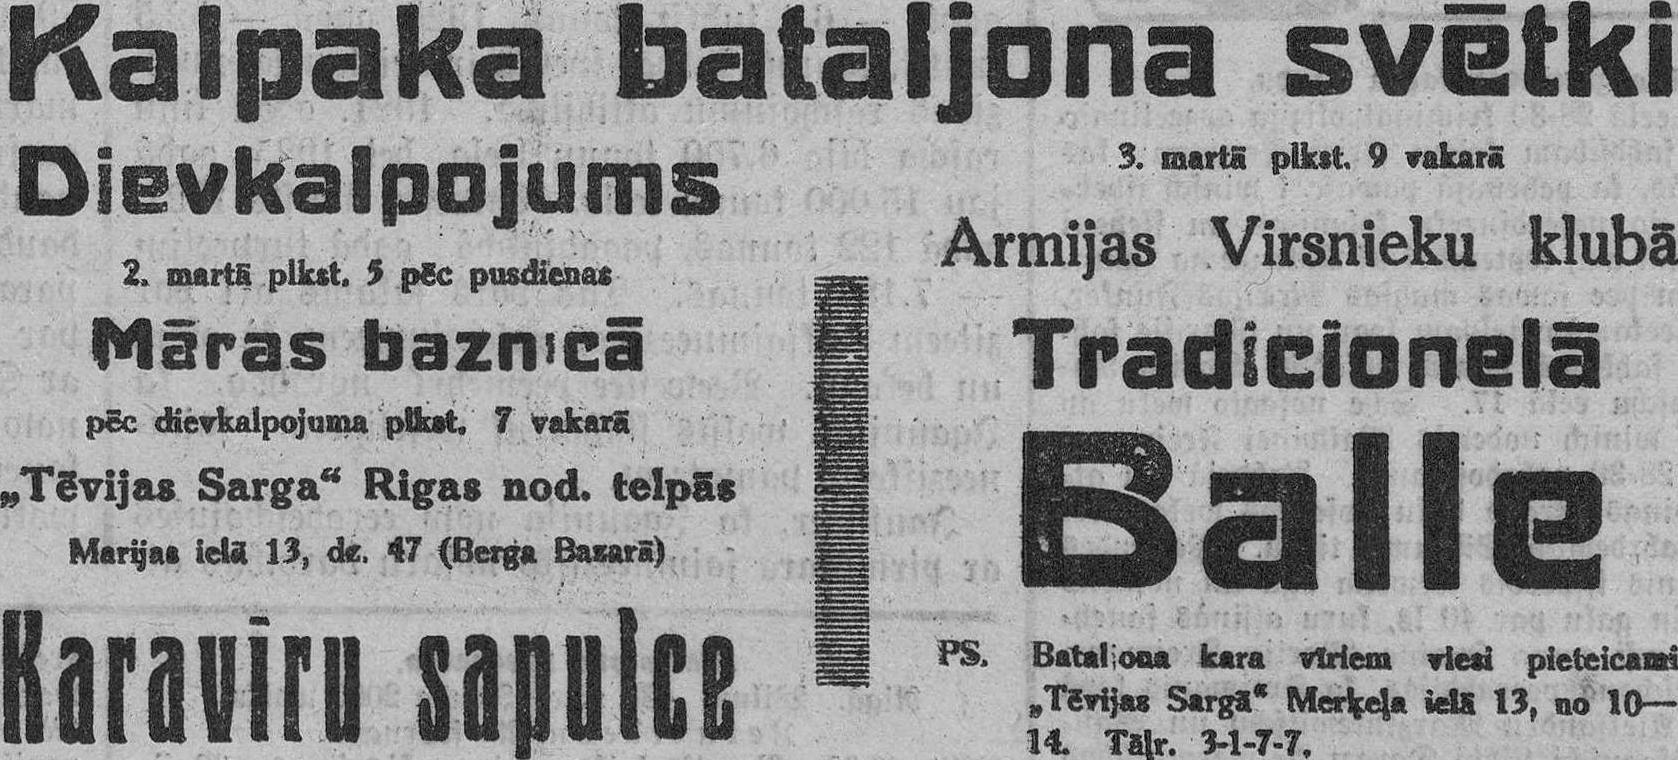 Kalpaka bataljona svētki
Dievkalpojums
2. martā plkst. 5 pēc pusdienas
Māras baznicā
pēc dievkalpojuma plkst. 7 vakarā
„Tēvijas Sarga“ Rigas nod. telpās
Marijas ielā 13, dz. 47 (Berga Bazarā)
Karavīru sapulce
3. martā plkst. 9 vakarā
Armijas Virsnieku klubā
Tradicionelā
Balle
PS. Bataljona kara vīriem viesi pieteicami
„Tēvijas Sargā“ Merķeļa ielā 13, no 10—
14. Tālr. 3-1-7-7.